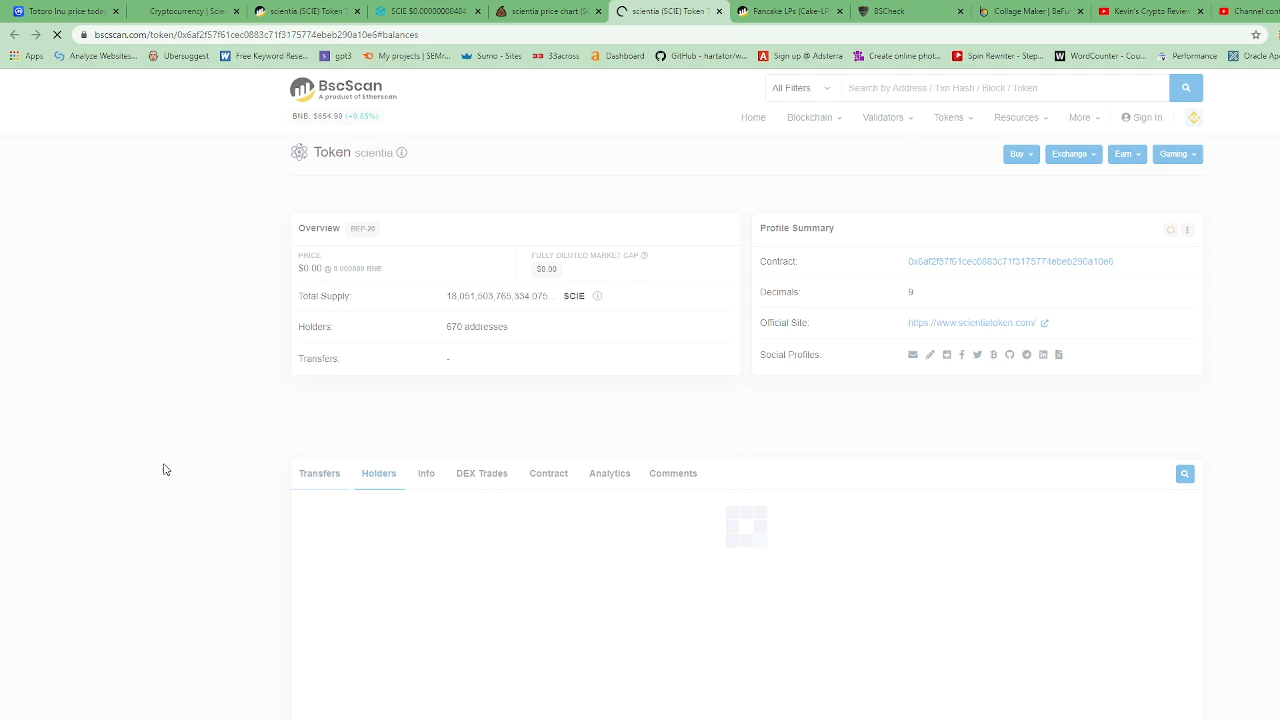 Totoro Inu price today
Cryptocurrency | Scie
scientia (SCIE) Token T
SCIE $0.00000000484
scientia price chart (S
scientia (SCIE) Token T
Pancake LPs (Cake-LF
BSCheck
Collage Maker | BeFun
Kevin's Crypto Review
Channel con
bscscan.com/token/0x6af2f57f61cec0883c71f3175774ebeb290a10e6#balances
Apps
Analyze Websites...
Ubersuggest
Free Keyword Rese...
gpt3
My projects | SEMr...
Sumo - Sites
33across
Dashboard
GitHub - hartator/w...
Sign up @ Adsterra
Create online phot...
Spin Rewriter - Step...
WordCounter - Cou...
Performance
Oracle Ape
BscScan
A product of Etherscan
All Filters
Search by Address / Txn Hash / Block / Token
BNB: $654.90 (+0.85%)
Home
Blockchain
Validators
Tokens
Resources
More
Sign In
Token scientia
Buy
Exchange
Earn
Gaming
Overview
BEP-20
Profile Summary
PRICE
FULLY DILUTED MARKET CAP
$0.00 @ 0.000000 BNB
$0.00
Contract:
0x6af2f57f61cec0883c71f3175774ebeb290a10e6
Total Supply:
18,051,503,765,334.075...
SCIE
Decimals:
9
Holders:
670 addresses
Official Site:
https://www.scientiatoken.com/
Transfers:
-
Social Profiles:
Transfers
Holders
Info
DEX Trades
Contract
Analytics
Comments